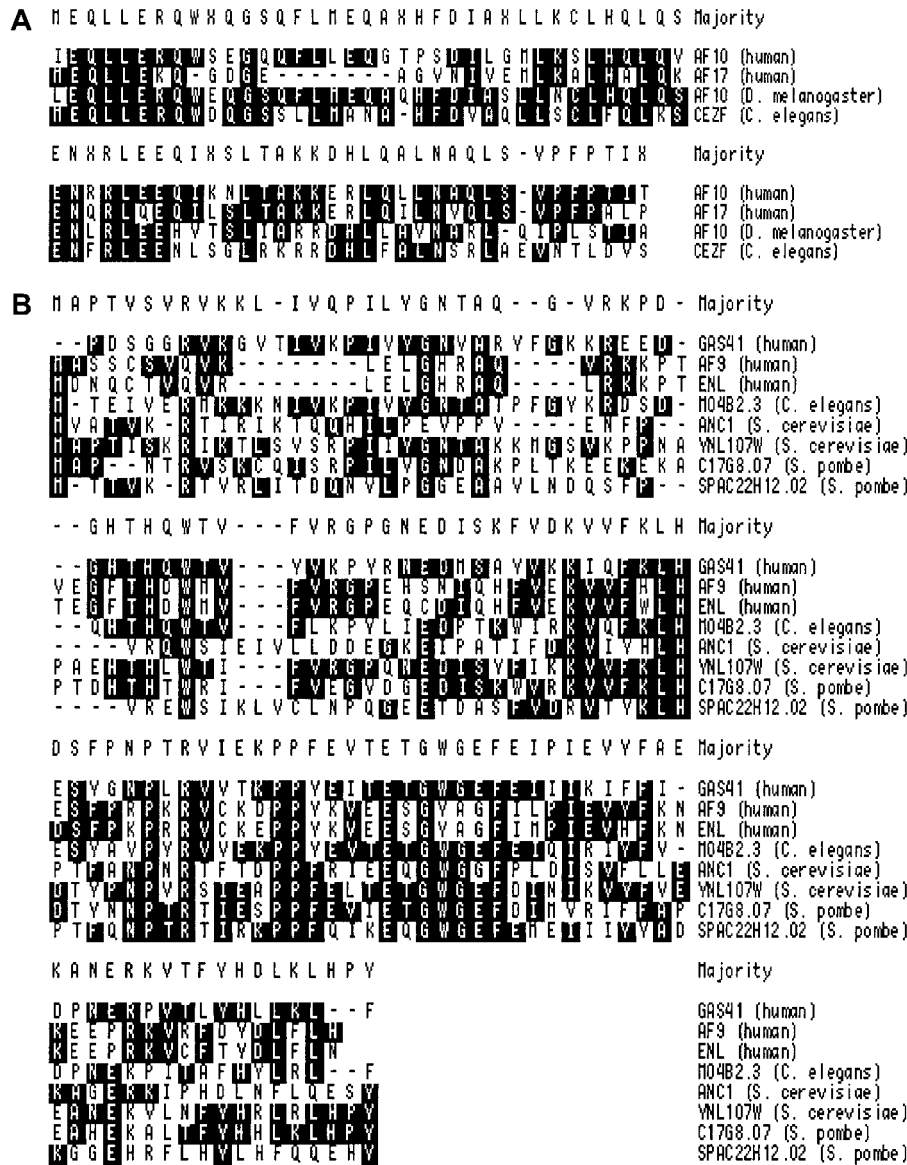 A M E Q L L E R Q W X Q G S Q F L M E Q A X H F D I A X L L K C L H Q L Q S Majority
I E Q L L E R Q W S E G Q Q F L L E Q G T P S D I L G M L K S L H Q L Q V AF10 (human)
M E Q L L E K Q - G D G E - - - - - - - A G V N I V E M L K A L H A L Q K AF17 (human)
L E Q L L E R Q W E Q G S Q F L M E Q A Q H F D I A S L L N C L H Q L Q S AF10 (D. melanogaster)
M E Q L L E R Q W D Q G S S L L M A N A - H F D V A Q L L S C L F Q L K S CEZF (C. elegans)
E N X R L E E Q I X S L T A K K D H L Q A L N A Q L S - V P F P T I X Majority
E N R R L E E Q I K N L T A K K E R L Q L L N A Q L S - V P F P T I T AF10 (human)
E N Q R L Q E Q I L S L T A K K E R L Q I L N V Q L S - V P F P A L P AF17 (human)
E N L R L E E H V T S L I A R R D H L L A V N A R L - Q I P L S T I A AF10 (D. melanogaster)
E N F R L E E N L S G L R K R R D H L F A L N S R L A E V N T L D V S CEZF (C. elegans)
B M A P T V S V R V K K L - I V Q P I L V G N T A Q - - G - V R K P D - Majority
- - P D S G G R V K G V T I V K P I V Y G N V A R Y F G K K R E E D - GAS41 (human)
M A S S C S V Q V K - - - - - - - L E L G H R A Q - - - - V R K K P T AF9 (human)
M D N Q C T V Q V R - - - - - - - L E L G H R A Q - - - - L R K K P T ENL (human)
M - T E I V E R M K K K N I V K P I V Y G N T A T P F G Y K R D S D - M04B2.3 (C. elegans)
M V A T V K - R T I R I K T Q Q H I L P E V P P V - - - - E N F P - - ANC1 (S. cerevisiae)
M A P T I S K R I K T L S V S R P I I Y G N T A K K M G S V K P P N A YNL107W (S. cerevisiae)
M A P - - N T R V S K C Q I S R P I L V G N D A K P L T K E E K E K A C17G8.07 (S. pombe)
M - T T V K - R T V R L I T D Q N V L P G G E A A V L N D Q S F P - - SPAC22H12.02 (S. pombe)
- - G H T H Q W T V - - - F V R G P G N E D I S K F V D K V V F K L H Majority
- - G H T H Q W T V - - - Y V K P Y R N E D M S A Y V K K I Q F K L H GAS41 (human)
V E G F T H D W M V - - - F V R G P E H S N I Q H F V E K V V F H L H AF9 (human)
T E G F T H D W M V - - - F V R G P E Q C D I Q H F V E K V V F W L H ENL (human)
- - Q H T H Q W T V - - - F L K P Y L I E D P T K W I R K V Q F K L H M04B2.3 (C. elegans)
- - - - V R Q W S I E I V L L D D E G K E I P A T I F D K V I Y H L H ANC1 (S. cerevisiae)
P A E H T H L W T I - - - F V R G P Q N E D I S Y F I K K V V F K L H YNL107W (S. cerevisiae)
P T D H T H T W R I - - - F V E G V D G E D I S K W V R K V V F K L H C17G8.07 (S. pombe)
- - - - V R E W S I K L V C L N P Q G E E T D A S F V D R V T Y K L H SPAC22H12.02 (S. pombe)
D S F P N P T R V I E K P P F E V T E T G W G E F E I P I E V Y F A E Majority
E S Y G N P L R V V T K P P Y E I T E T G W G E F E I I I K I F F I - GAS41 (human)
E S F P R P K R V C K D P P Y K V E E S G Y A G F I L P I E V Y F K N AF9 (human)
D S F P K P R R V C K E P P Y K V E E S G Y A G F I M P I E V H F K N ENL (human)
E S Y A V P Y R V V E K P P Y E V T E T G W G E F E I Q I R I Y F V - M04B2.3 (C. elegans)
P T F A N P N R T F T D P P F R I E E Q G W G G F P L D I S V F L L E ANC1 (S. cerevisiae)
D T Y P N P V R S I E A P P F E L T E T G W G E F D I N I K V Y F V E YNL107W (S. cerevisiae)
D T Y N N P T R T I E S P P F E V I E T G W G E F D I M V R I F F A P C17G8.07 (S. pombe)
P T F Q N P T R T I R K P P F Q I K E Q G W G E F E M E I I I Y Y A D SPAC22H12.02 (S. pombe)
K A N E R K V T F Y H D L K L H P Y Majority
D P N E R P V T L Y H L L K L - - F GAS41 (human)
K E E P R K V R F D Y D L F L H AF9 (human)
K E E P R K V C F T Y D L F L N ENL (human)
D P N E K P I T A F H Y L R L - - F M04B2.3 (C. elegans)
K A G E R K I P H D L N F L Q E S Y ANC1 (S. cerevisiae)
E A N E K V L N F Y H R L R L H P Y YNL107W (S. cerevisiae)
E A H E K A L T F Y H H L K L H P Y C17G8.07 (S. pombe)
K G G E H R F L H Y L H F Q Q E H Y SPAC22H12.02 (S. pombe)